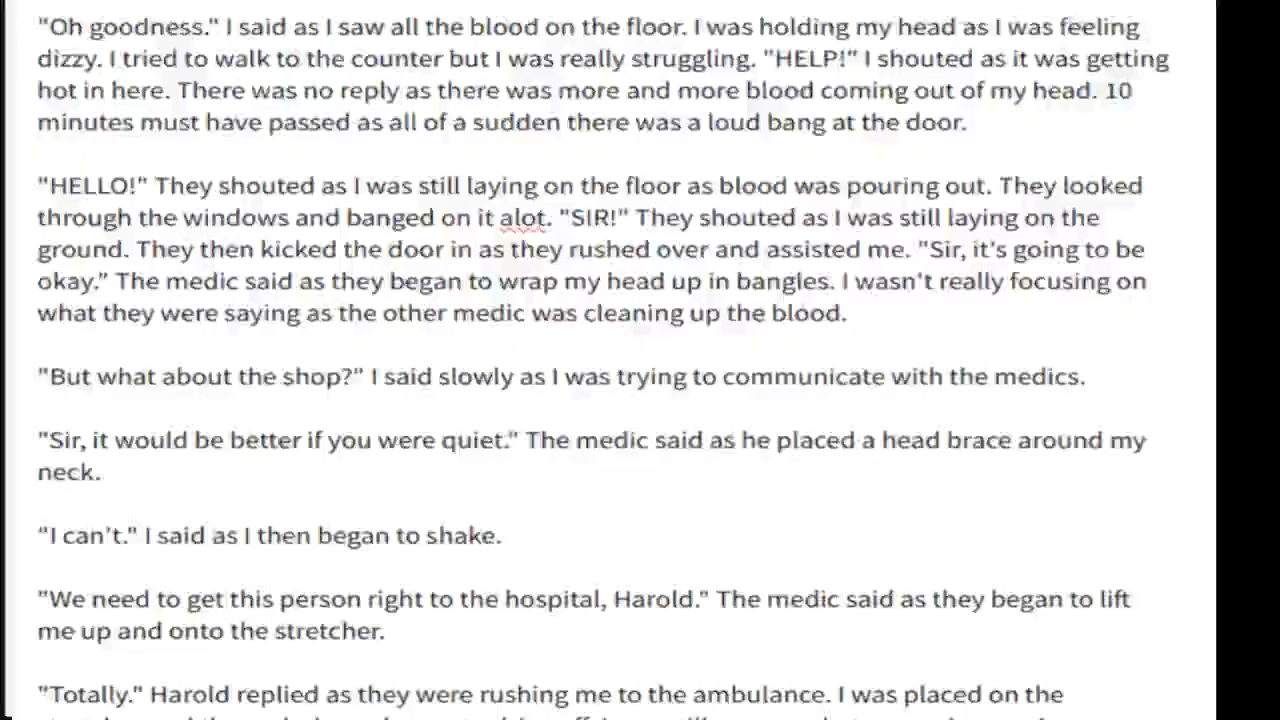 "Oh goodness." I said as I saw all the blood on the floor. I was holding my head as I was feeling
dizzy. I tried to walk to the counter but I was really struggling. "HELP!" I shouted as it was getting
hot in here. There was no reply as there was more and more blood coming out of my head. 10
minutes must have passed as all of a sudden there was a loud bang at the door.
"HELLO!" They shouted as I was still laying on the floor as blood was pouring out. They looked
through the windows and banged on it alot. "SIR!" They shouted as I was still laying on the
ground. They then kicked the door in as they rushed over and assisted me. "Sir, it's going to be
okay." The medic said as they began to wrap my head up in bangles. I wasn't really focusing on
what they were saying as the other medic was cleaning up the blood.
"But what about the shop?" I said slowly as I was trying to communicate with the medics.
"Sir, it would be better if you were quiet." The medic said as he placed a head brace around my
neck.
"I can't." I said as I then began to shake.
"We need to get this person right to the hospital, Harold." The medic said as they began to lift
me up and onto the stretcher.
"Totally." Harold replied as they were rushing me to the ambulance. I was placed on the